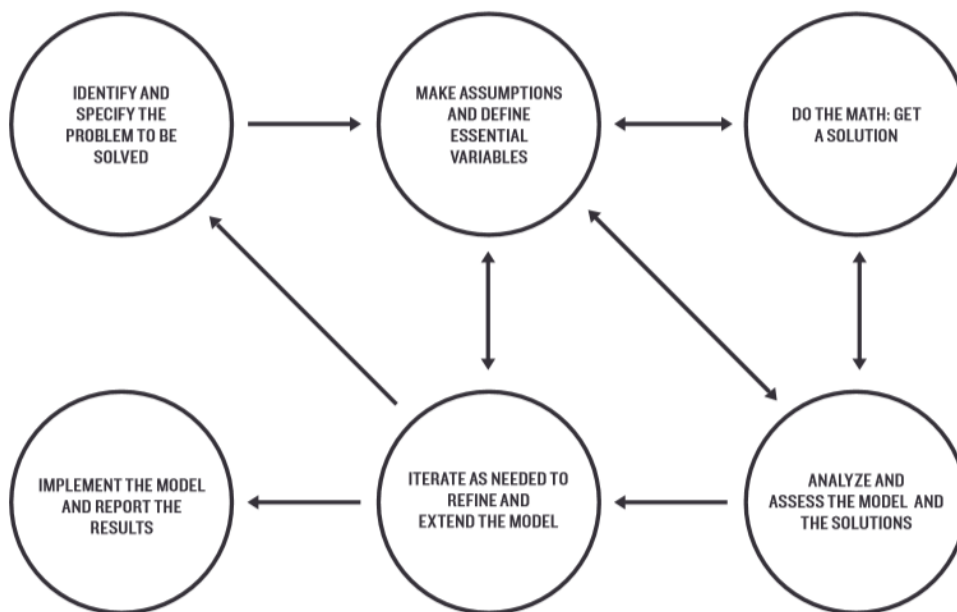 IDENTIFY AND
SPECIFY THE
PROBLEM TO BE
SOLVED
MAKE ASSUMPTIONS
AND DEFINE
ESSENTIAL
VARIABLES
DO THE MATH: GET
A SOLUTION
IMPLEMENT THE MODEL
AND REPORT THE
RESULTS
ITERATE AS NEEDED TO
REFINE AND
EXTEND THE MODEL
ANALYZE AND
ASSESS THE MODEL AND
THE SOLUTIONS